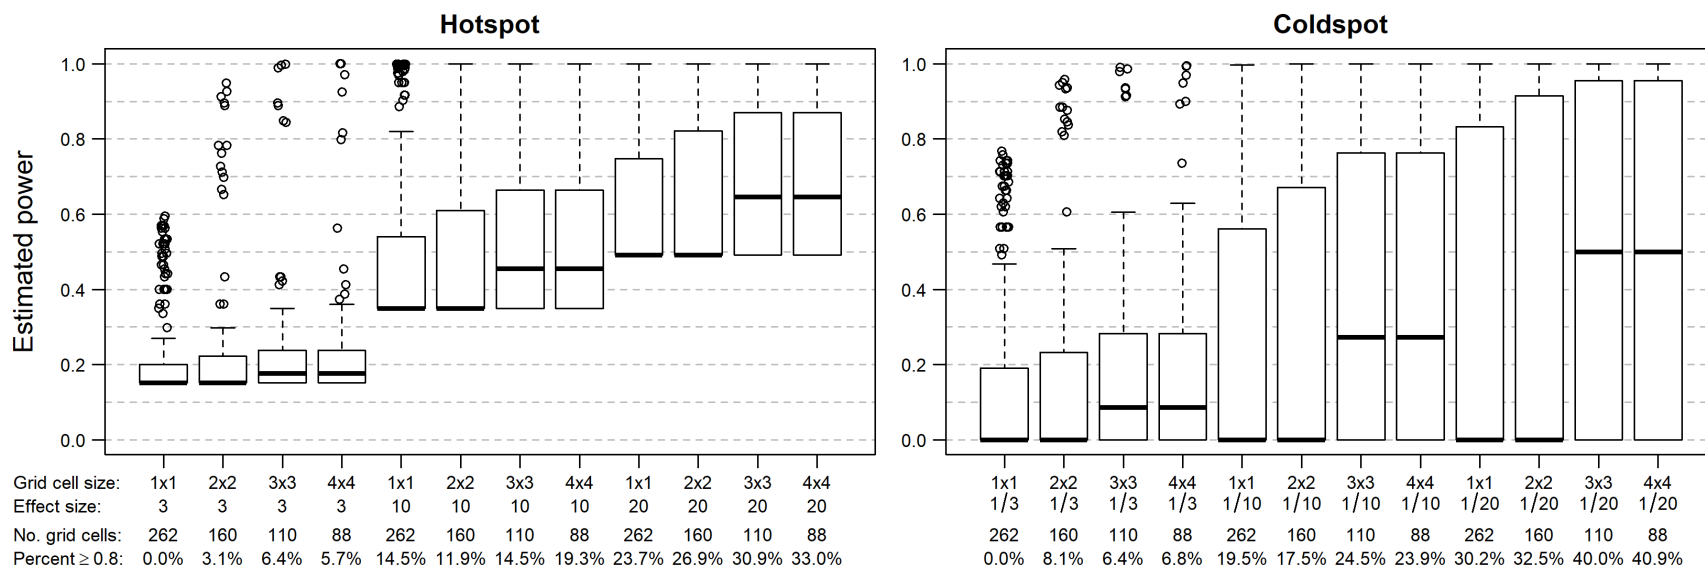 Hotspot
Coldspot
Estimated power
1.0
0.8
0.6
0.4
0.2
0.0
1.0
0.8
0.6
0.4
0.2
0.0
Grid cell size: 1x1 2x2 3x3 4x4 1x1 2x2 3x3 4x4 1x1 2x2 3x3 4x4 1x1 2x2 3x3 4x4 1x1 2x2 3x3 4x4 1x1 2x2 3x3 4x4
Effect size: 3 3 3 3 10 10 10 10 20 20 20 20 1/3 1/3 1/3 1/3 1/10 1/10 1/10 1/10 1/20 1/20 1/20 1/20
No. grid cells: 262 160 110 88 262 160 110 88 262 160 110 88 262 160 110 88 262 160 110 88 262 160 110 88
Percent ≥ 0.8: 0.0% 3.1% 6.4% 5.7% 14.5% 11.9% 14.5% 19.3% 23.7% 26.9% 30.9% 33.0% 0.0% 8.1% 6.4% 6.8% 19.5% 17.5% 24.5% 23.9% 30.2% 32.5% 40.0% 40.9%